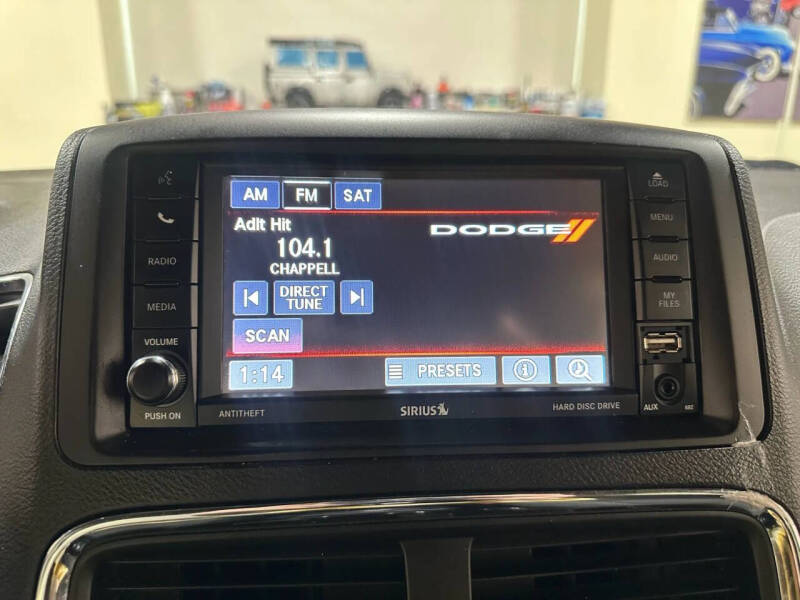 AM FM SAT
Adlt Hit
104.1
CHAPPELL
DIRECT
TUNE
SCAN
1:14
PRESETS
DODGE
RADIO
MEDIA
VOLUME
PUSH ON
LOAD
MENU
AUDIO
MY
FILES
AUX
ANTITHEFT
SIRIUS
HARD DISC DRIVE